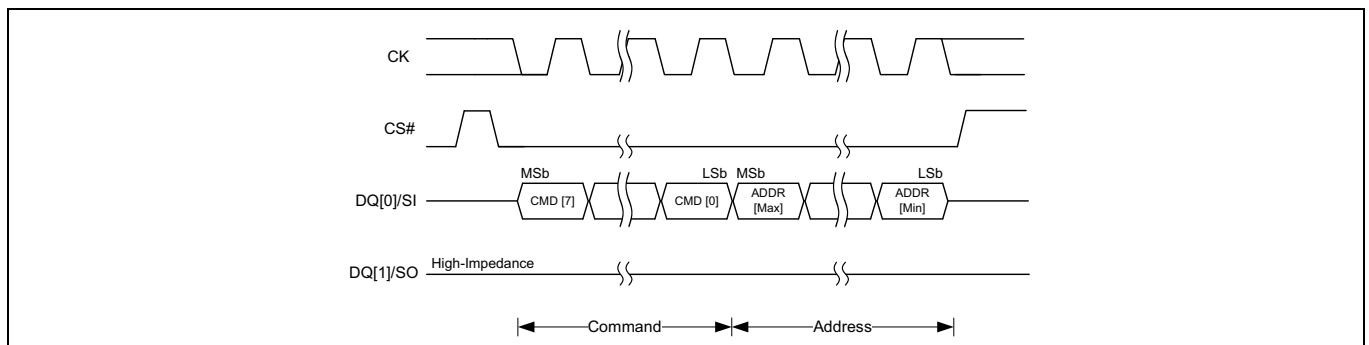 CK
CS#
MSb LSb MSb LSb
DQ[0]/SI CMD [7] CMD [0] ADDR [Max] ADDR [Min]
DQ[1]/SO High-Impedance
Command Address